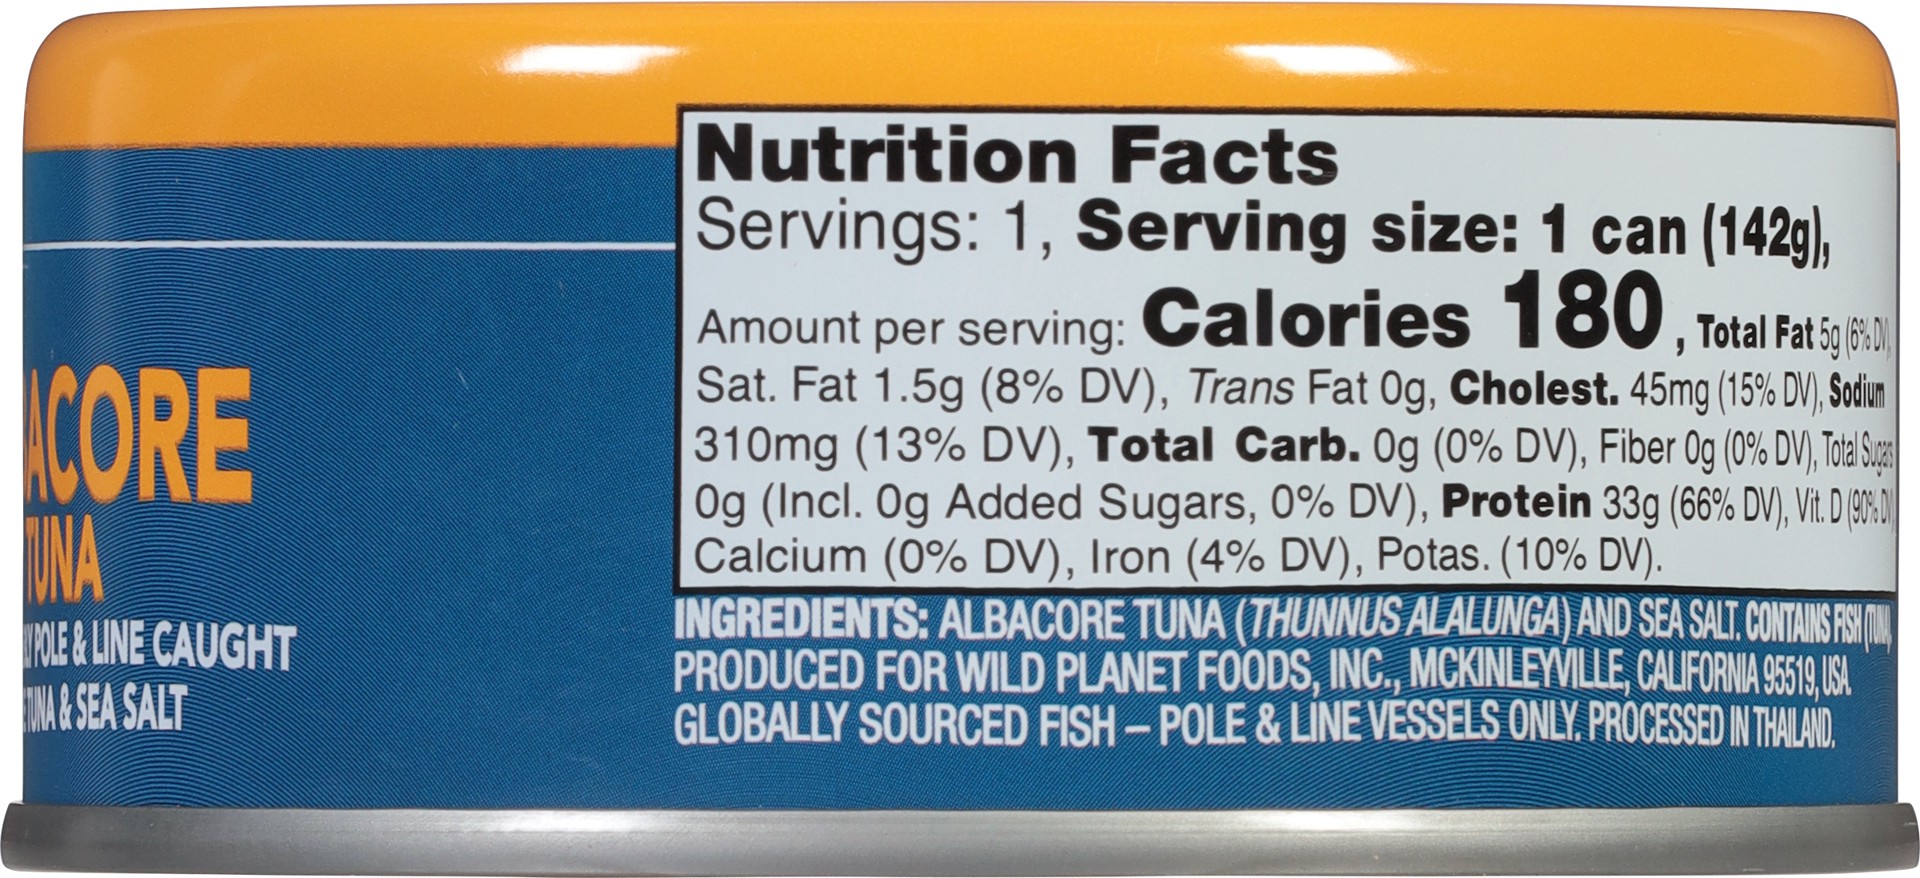 Nutrition Facts
Servings: 1, Serving size: 1 can (142g),
Amount per serving: Calories 180, Total Fat 5g (6% DV),
Sat. Fat 1.5g (8% DV), Trans Fat 0g, Cholest. 45mg (15% DV), Sodium
310mg (13% DV), Total Carb. 0g (0% DV), Fiber 0g (0% DV), Total Sugars
0g (Incl. 0g Added Sugars, 0% DV), Protein 33g (66% DV), Vit. D (90% DV),
Calcium (0% DV), Iron (4% DV), Potas. (10% DV).
INGREDIENTS: ALBACORE TUNA (THUNNUS ALALUNGA) AND SEA SALT. CONTAINS FISH (TUNA).
PRODUCED FOR WILD PLANET FOODS, INC., MCKINLEYVILLE, CALIFORNIA 95519, USA.
GLOBALLY SOURCED FISH – POLE & LINE VESSELS ONLY. PROCESSED IN THAILAND.
BACORE
TUNA
POLE & LINE CAUGHT
TUNA & SEA SALT